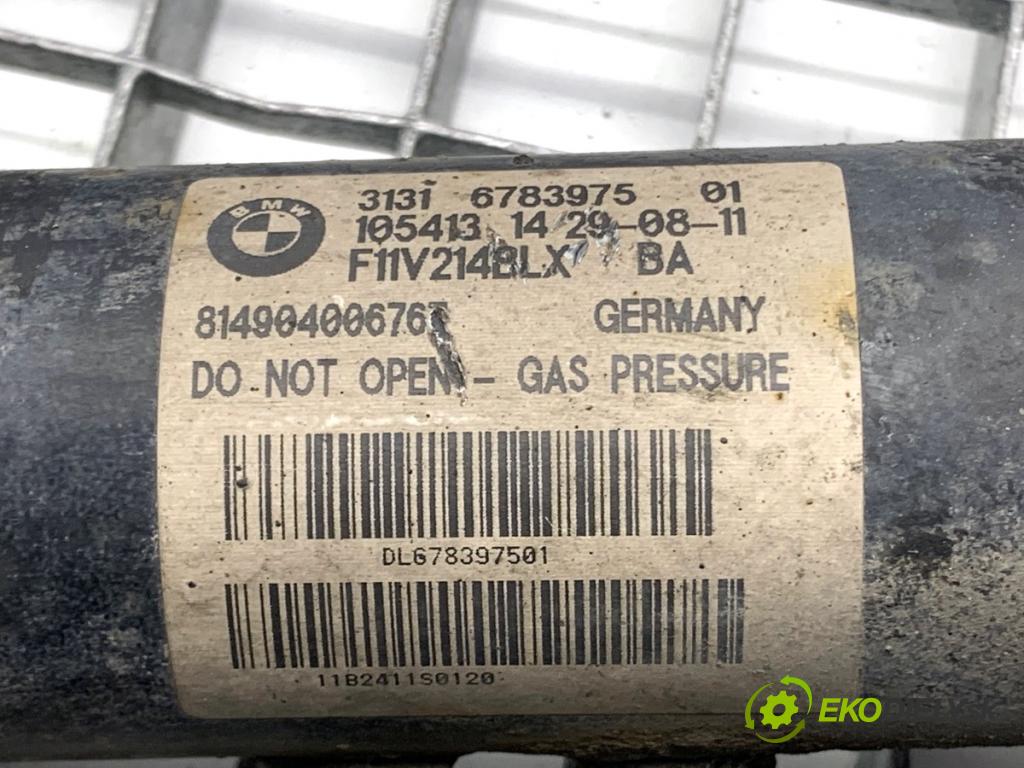 BMW
3131 6783975 01
105413 14 29-08-11
F11V214BLX BA
GERMANY
DO NOT OPEN - GAS PRESSURE
DL678397501
11B2411S0120
EKO